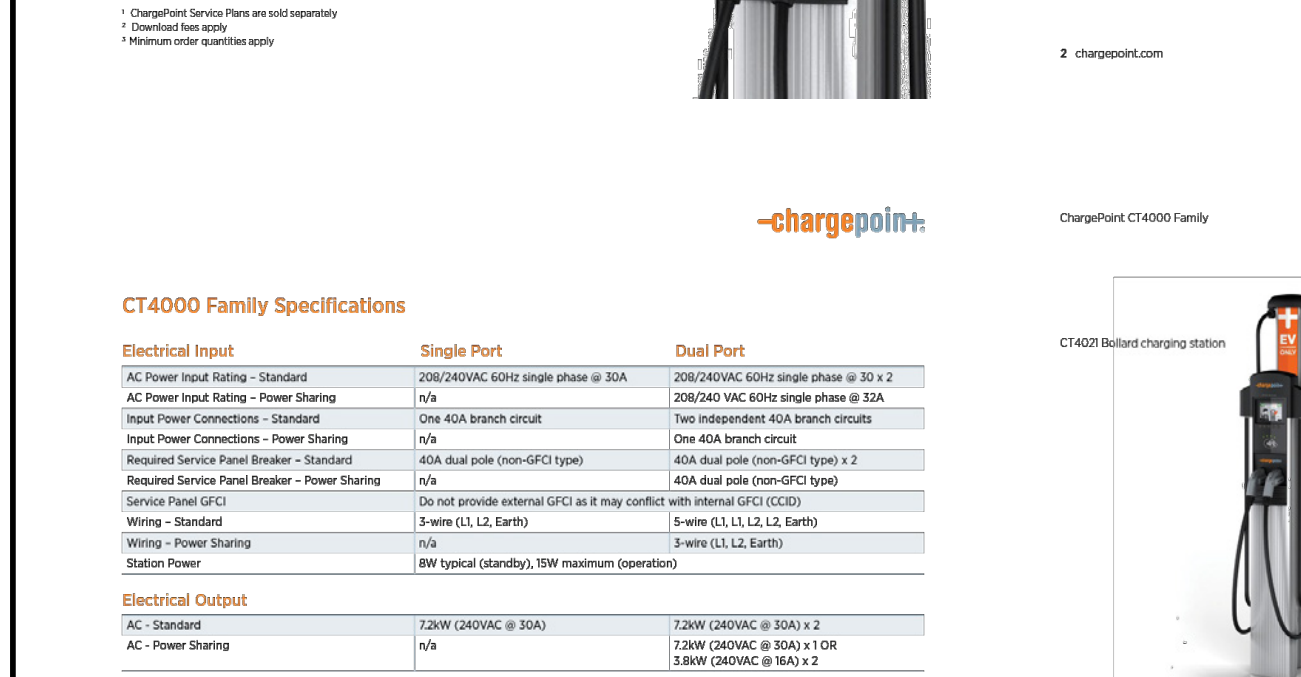 ¹ ChargePoint Service Plans are sold separately
² Download fees apply
³ Minimum order quantities apply
2 chargepoint.com
chargepoint®
ChargePoint CT4000 Family
CT4000 Family Specifications
CT4021 Bollard charging station
EV
ONLY
Electrical Input Single Port Dual Port
AC Power Input Rating – Standard 208/240VAC 60Hz single phase @ 30A 208/240VAC 60Hz single phase @ 30 x 2
AC Power Input Rating – Power Sharing n/a 208/240 VAC 60Hz single phase @ 32A
Input Power Connections – Standard One 40A branch circuit Two independent 40A branch circuits
Input Power Connections – Power Sharing n/a One 40A branch circuit
Required Service Panel Breaker – Standard 40A dual pole (non-GFCI type) 40A dual pole (non-GFCI type) x 2
Required Service Panel Breaker – Power Sharing n/a 40A dual pole (non-GFCI type)
Service Panel GFCI Do not provide external GFCI as it may conflict with internal GFCI (CCID)
Wiring – Standard 3-wire (L1, L2, Earth) 5-wire (L1, L1, L2, L2, Earth)
Wiring – Power Sharing n/a 3-wire (L1, L2, Earth)
Station Power 8W typical (standby), 15W maximum (operation)
Electrical Output
AC - Standard 7.2kW (240VAC @ 30A) 7.2kW (240VAC @ 30A) x 2
AC - Power Sharing n/a 7.2kW (240VAC @ 30A) x 1 OR
3.8kW (240VAC @ 16A) x 2